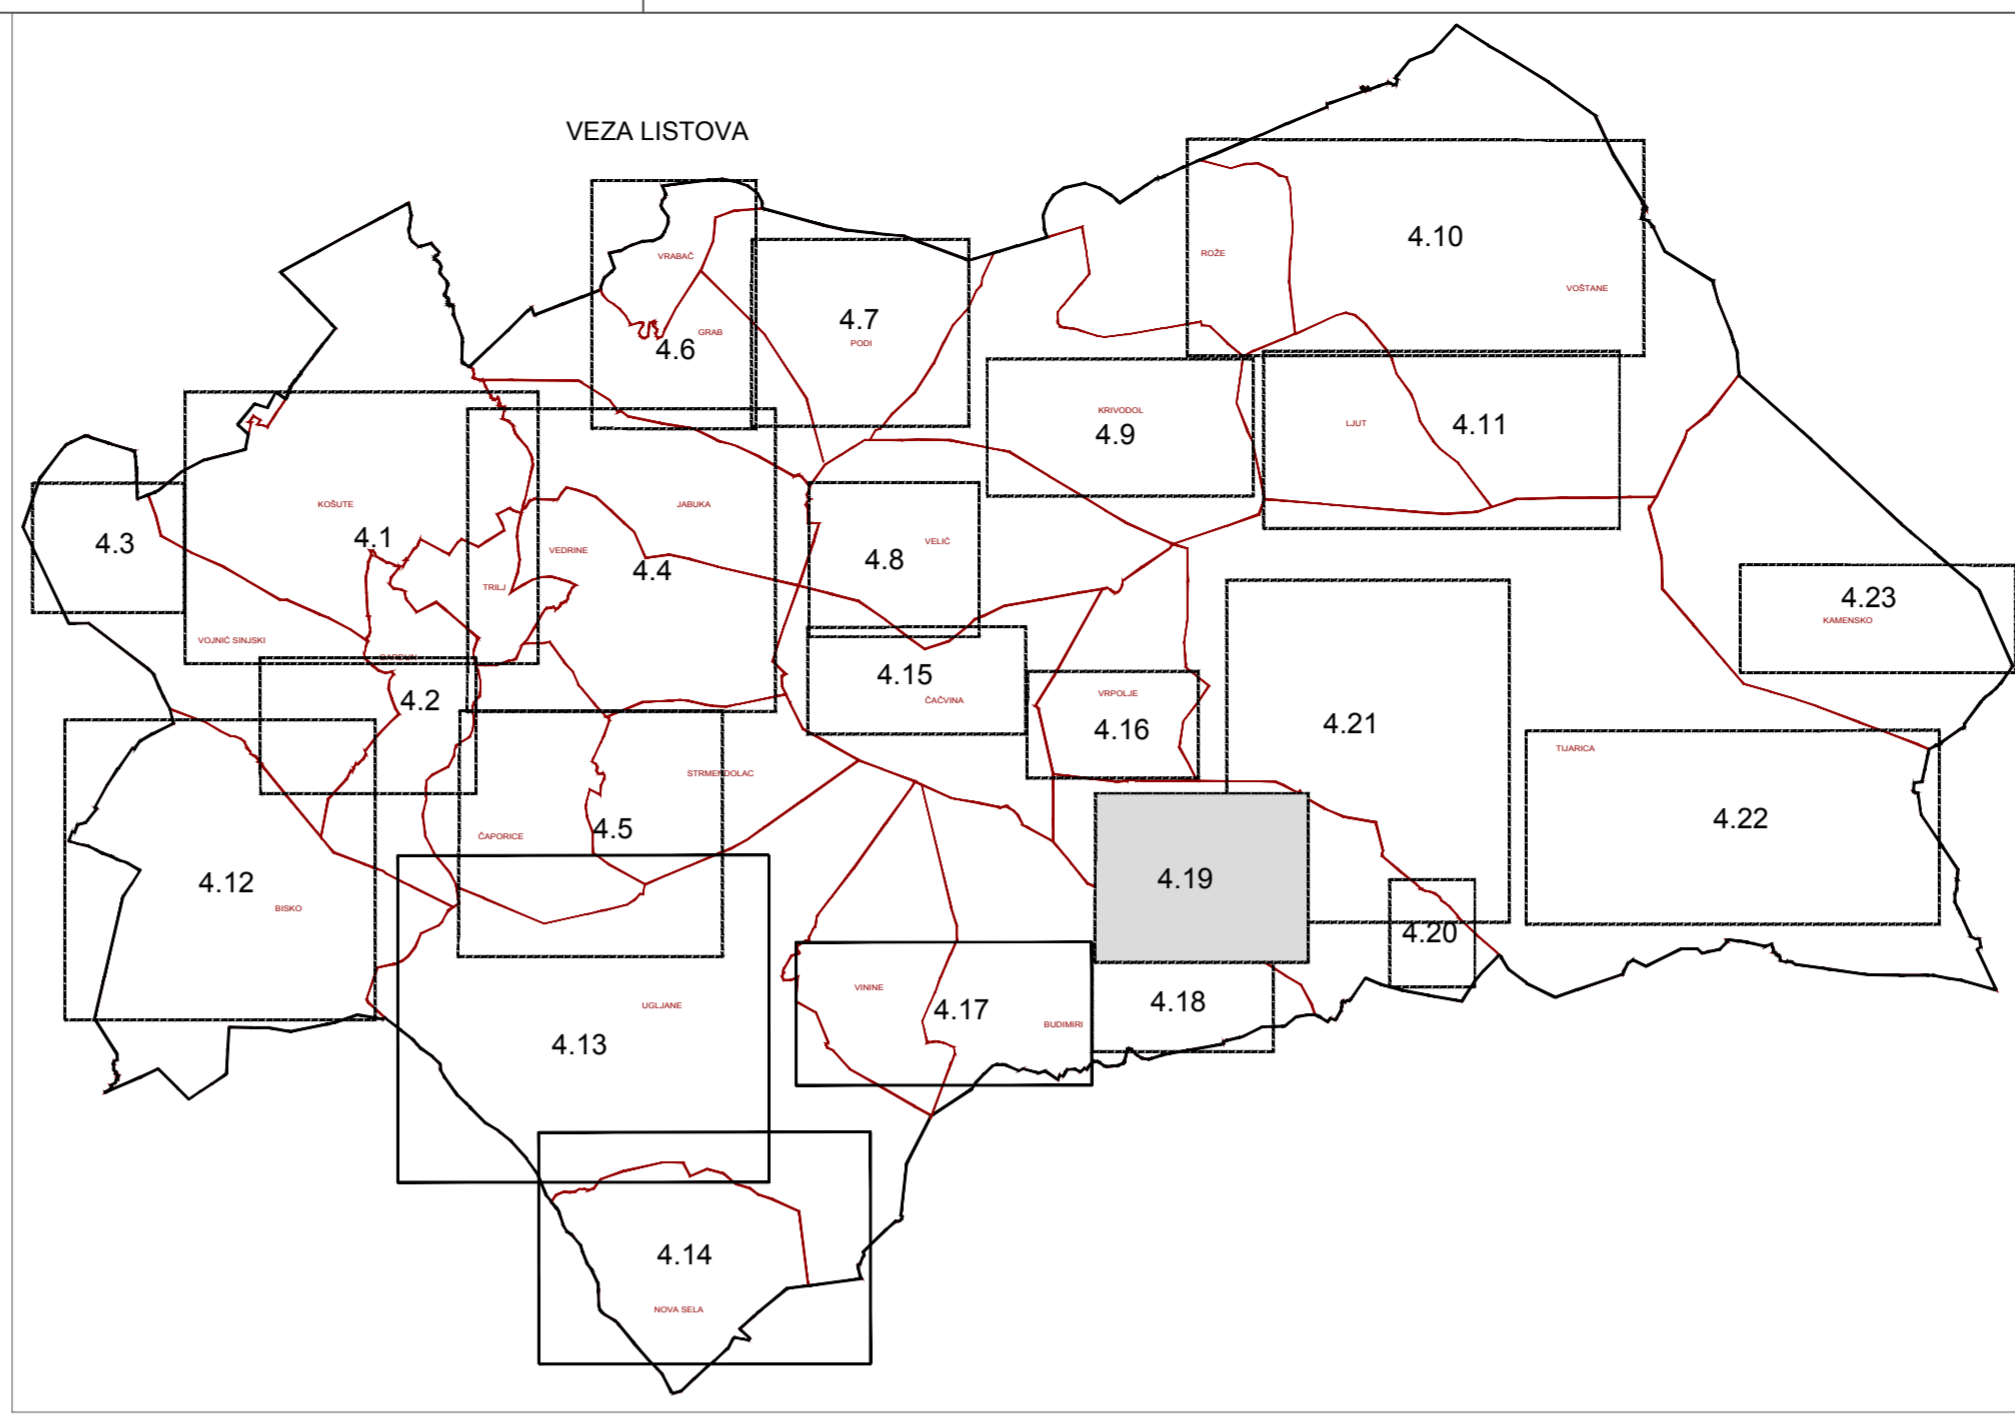 VEZA LISTOVA
4.10
ROŽE
VRABAČ
VOŠTANE
4.7
GRAB
PODI
4.6
KRIVODOL
LJUT
4.11
4.9
KOŠUTE
JABUKA
4.1
4.3
VEDRINE
VELIĆ
4.8
4.4
TRILJ
4.23
KAMENSKO
VOJNIĆ SINJSKI
GARDUN
4.15
4.2
ČAČVINA
VRPOLJE
4.16
4.21
TIJARICA
STRMENDOLAC
4.22
4.5
ČAPORICE
4.12
4.19
BISKO
4.20
VININE
UGLJANE
4.17
4.18
BUDIMIRI
4.13
4.14
NOVA SELA